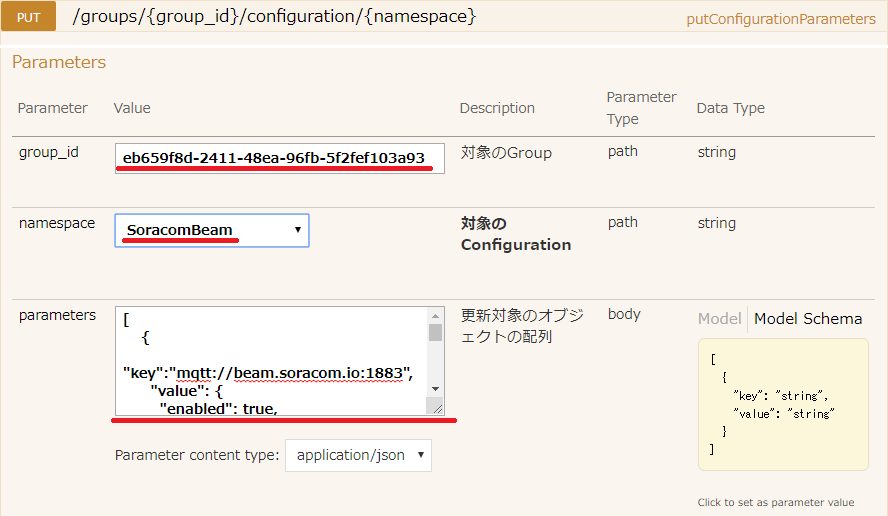 PUT /groups/{group_id}/configuration/{namespace} putConfigurationParameters
Parameters
Parameter Value Description Parameter Type Data Type
group_id eb659f8d-2411-48ea-96fb-5f2fef103a93 対象のGroup path string
namespace SoracomBeam ▼ 対象の Configuration path string
parameters 更新対象のオブジ
ェクトの配列 body Model Model Schema
[
{
"key":"mqtt://beam.soracom.io:1883",
"value": {
"enabled": true,
[
{
"key": "string",
"value": "string"
}
]
Parameter content type: application/json ▼
Click to set as parameter value